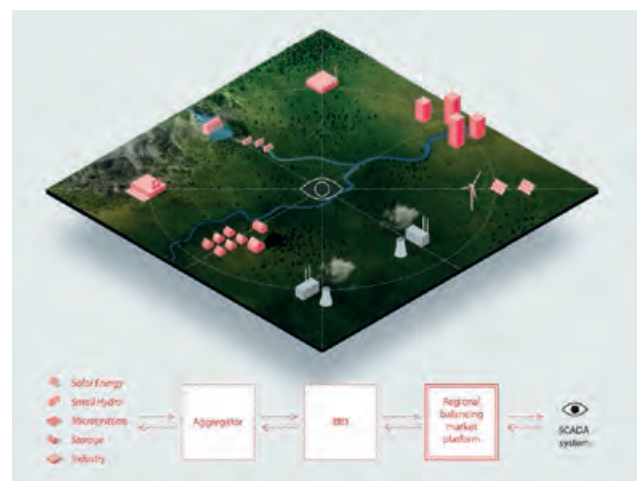 Solar Energy
Small Hydro
Microsystems
Storage
Industry
Aggregator
Regional
balancing
market
platform
SCADA
system